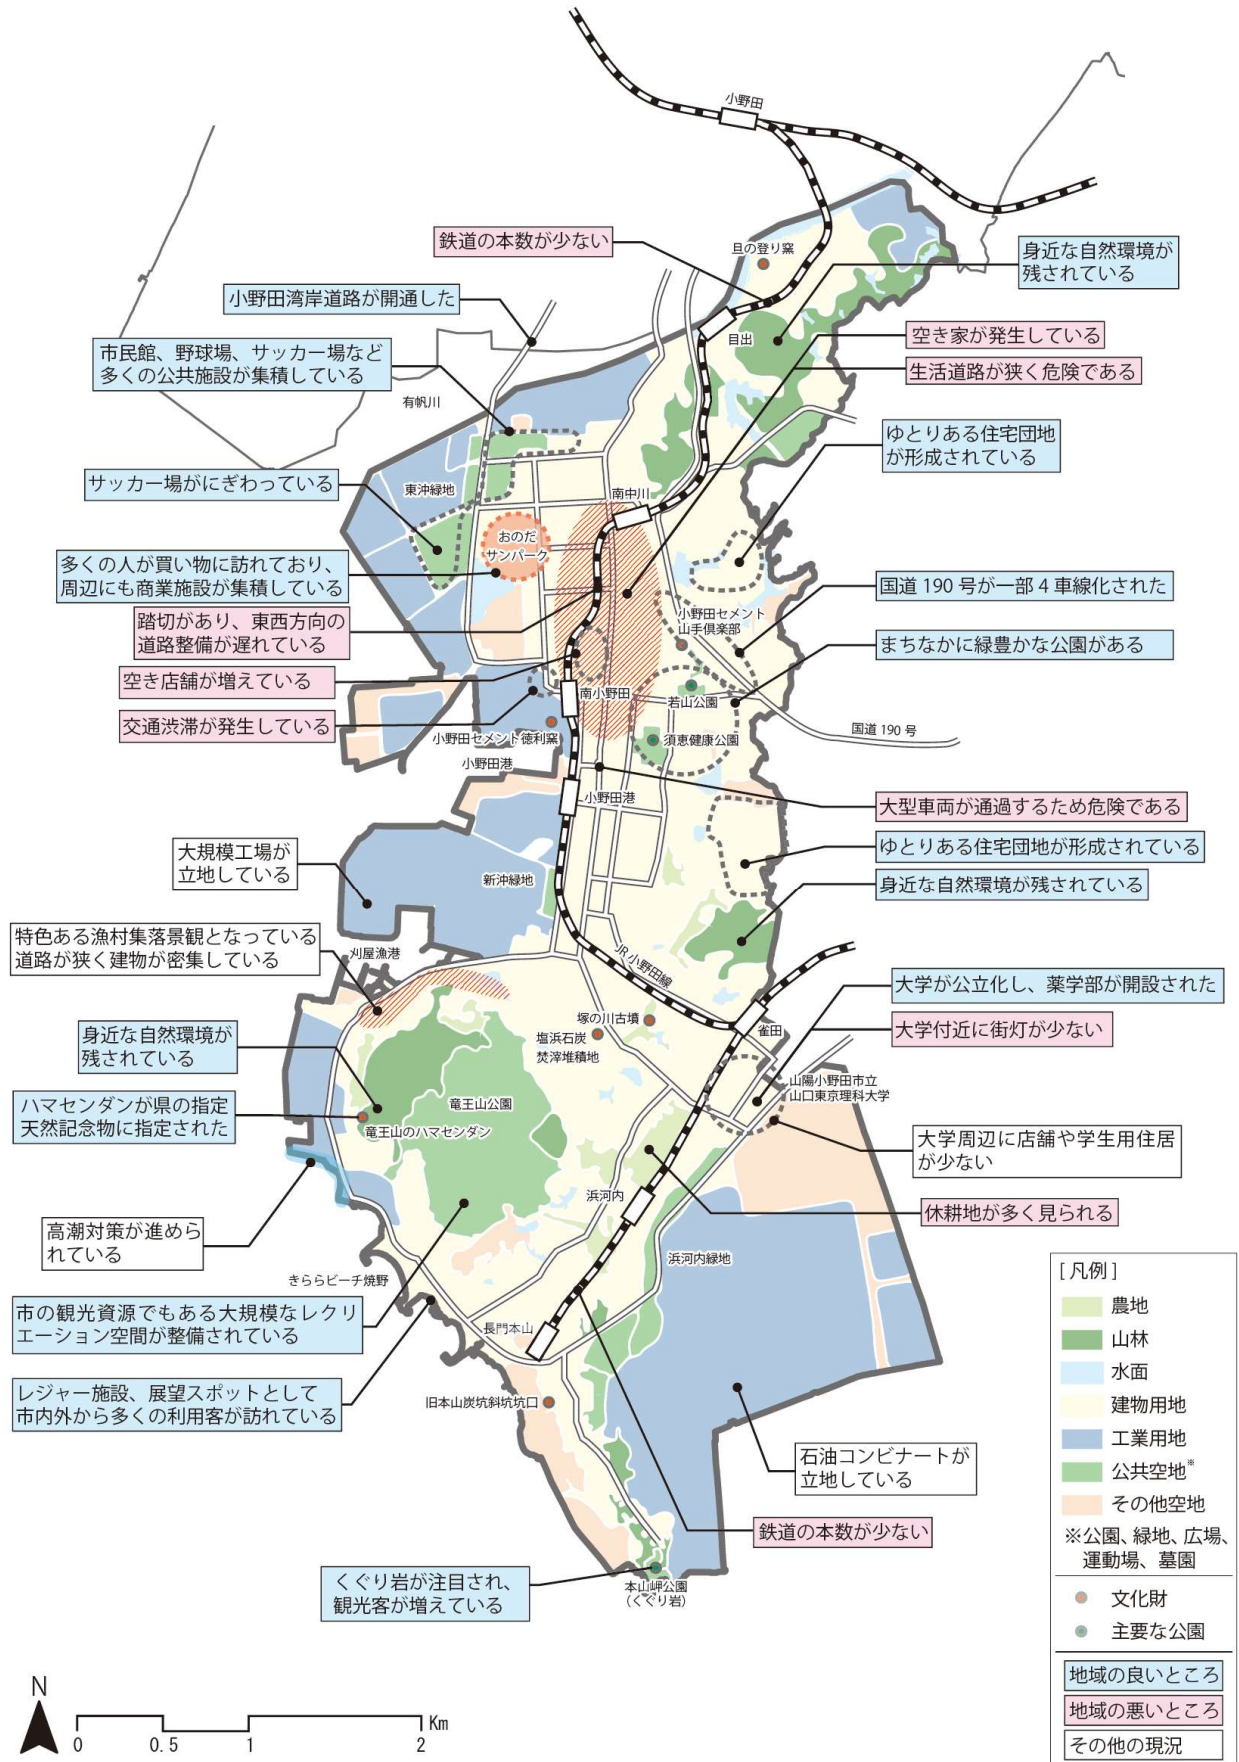 小野田
鉄道の本数が少ない
旦の登り窯
身近な自然環境が
残されている
小野田湾岸道路が開通した
目出
空き家が発生している
生活道路が狭く危険である
市民館、野球場、サッカー場など
多くの公共施設が集積している
有帆川
ゆとりある住宅団地
が形成されている
サッカー場がにぎわっている
東沖緑地
南中川
おのだ
サンパーク
多くの人が買い物に訪れており、
周辺にも商業施設が集積している
国道 190 号が一部 4 車線化された
踏切があり、東西方向の
道路整備が遅れている
小野田セメント
山手倶楽部
まちなかに緑豊かな公園がある
空き店舗が増えている
南小野田
若山公園
交通渋滞が発生している
小野田セメント徳利窯
須恵健康公園
国道 190 号
小野田港
小野田港
大型車両が通過するため危険である
大規模工場が
立地している
ゆとりある住宅団地が形成されている
新沖緑地
身近な自然環境が残されている
特色ある漁村集落景観となっている
道路が狭く建物が密集している
刈屋漁港
JR 小野田線
大学が公立化し、薬学部が開設された
塚の川古墳
雀田
大学付近に街灯が少ない
塩浜石炭
焚滓堆積地
身近な自然環境が
残されている
山陽小野田市立
山口東京理科大学
ハマセンダンが県の指定
天然記念物に指定された
竜王山公園
竜王山のハマセンダン
大学周辺に店舗や学生用住居
が少ない
浜河内
休耕地が多く見られる
高潮対策が進めら
れている
浜河内緑地
きららビーチ焼野
市の観光資源でもある大規模なレクリ
エーション空間が整備されている
長門本山
レジャー施設、展望スポットとして
市内外から多くの利用客が訪れている
旧本山炭坑斜坑坑口
石油コンビナートが
立地している
鉄道の本数が少ない
くぐり岩が注目され、
観光客が増えている
本山岬公園
(くぐり岩)
[ 凡例 ]
農地
山林
水面
建物用地
工業用地
公共空地※
その他空地
※公園、緑地、広場、
運動場、墓園
文化財
主要な公園
地域の良いところ
地域の悪いところ
その他の現況
N
Km
0 0.5 1 2